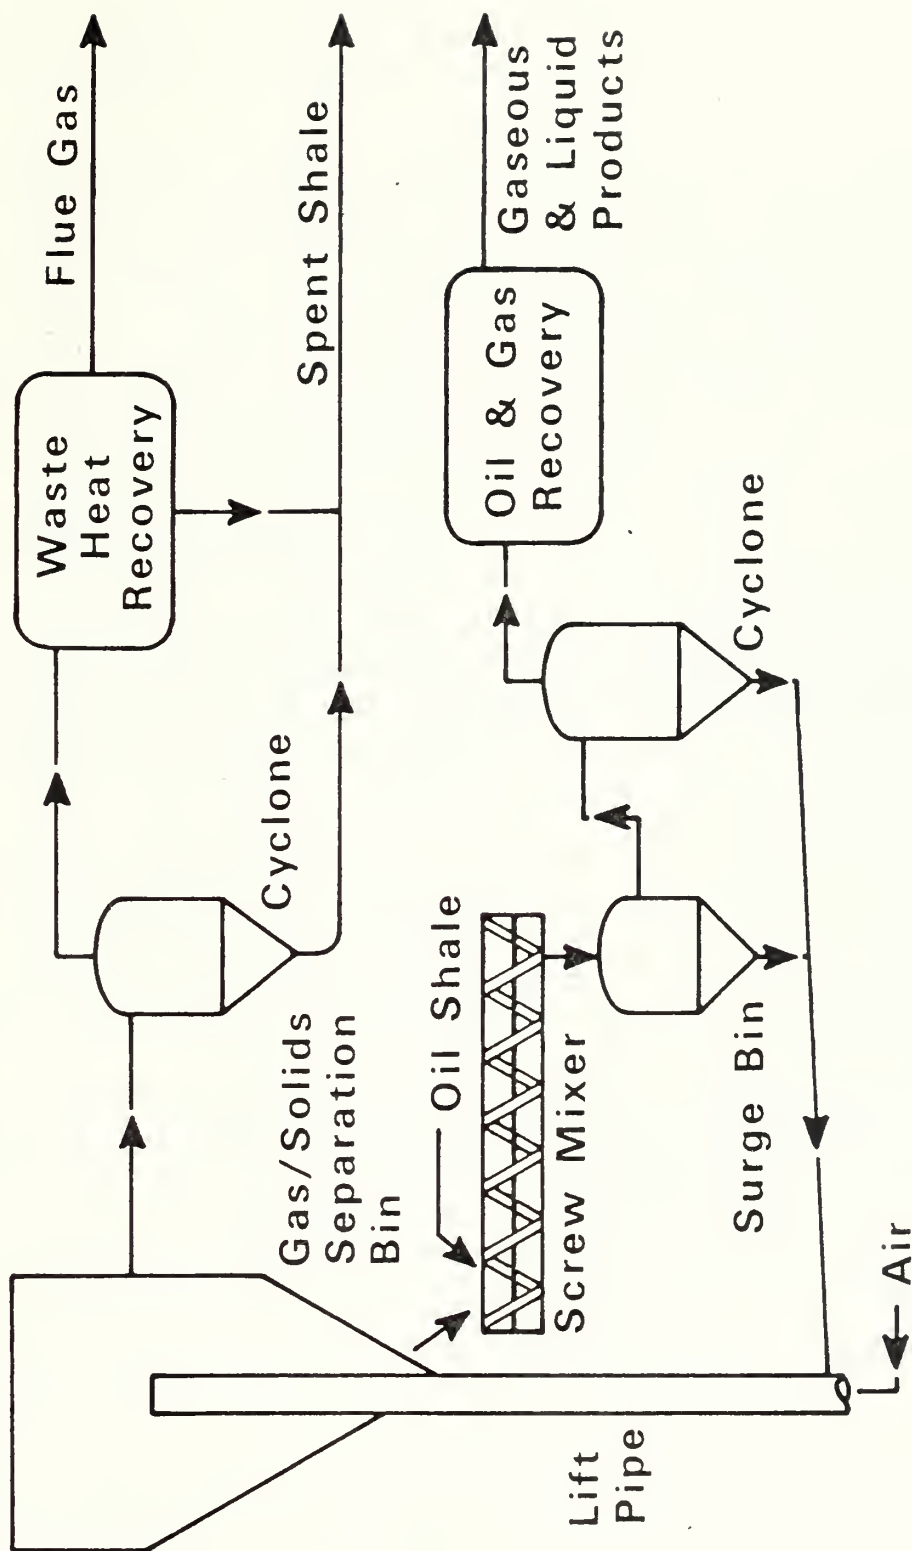 Flue Gas
Waste
Heat
Recovery
Spent Shale
Cyclone
Gas/Solids
Separation
Bin
Oil Shale
Gaseous
& Liquid
Products
Oil & Gas
Recovery
Screw Mixer
Cyclone
Surge Bin
Lift
Pipe
Air